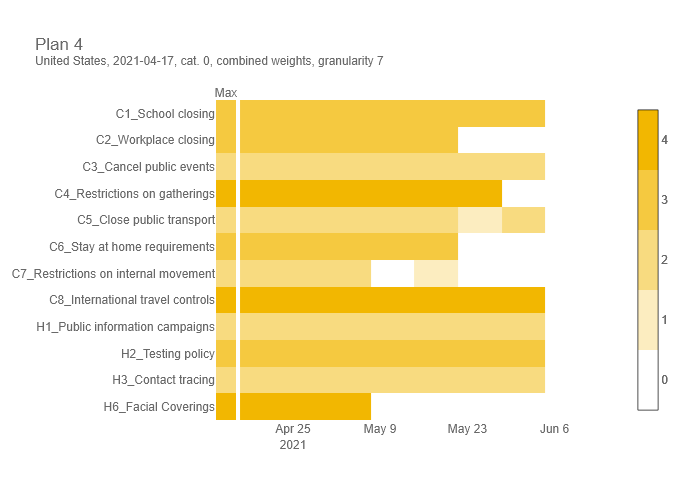 Plan 4
United States, 2021-04-17, cat. 0, combined weights, granularity 7
Max
C1_School closing
C2_Workplace closing
C3_Cancel public events
C4_Restrictions on gatherings
C5_Close public transport
C6_Stay at home requirements
C7_Restrictions on internal movement
C8_International travel controls
H1_Public information campaigns
H2_Testing policy
H3_Contact tracing
H6_Facial Coverings
Apr 25 May 9 May 23 Jun 6
2021
4
3
2
1
0